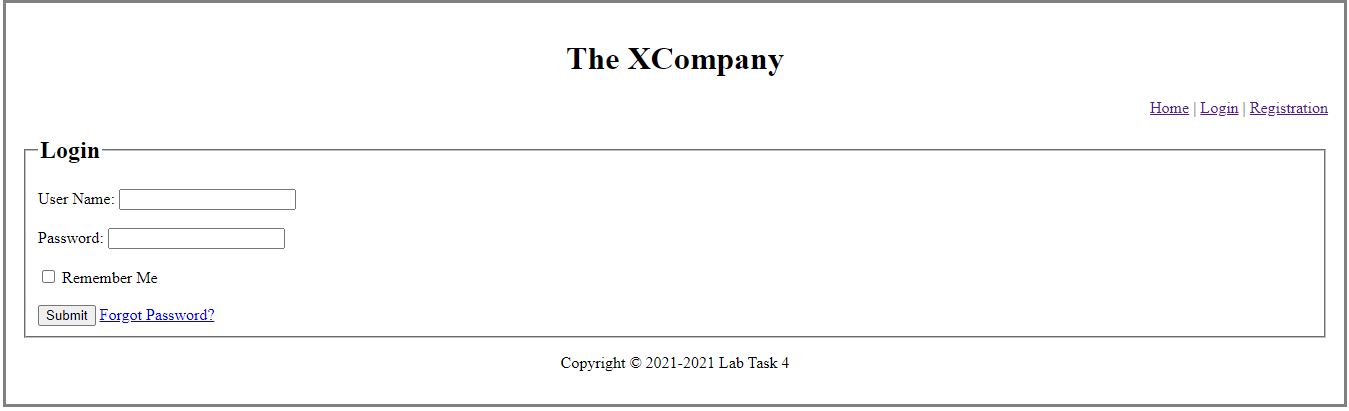 The XCompany
Home | Login | Registration
Login
User Name:
Password:
Remember Me
Submit Forgot Password?
Copyright © 2021-2021 Lab Task 4